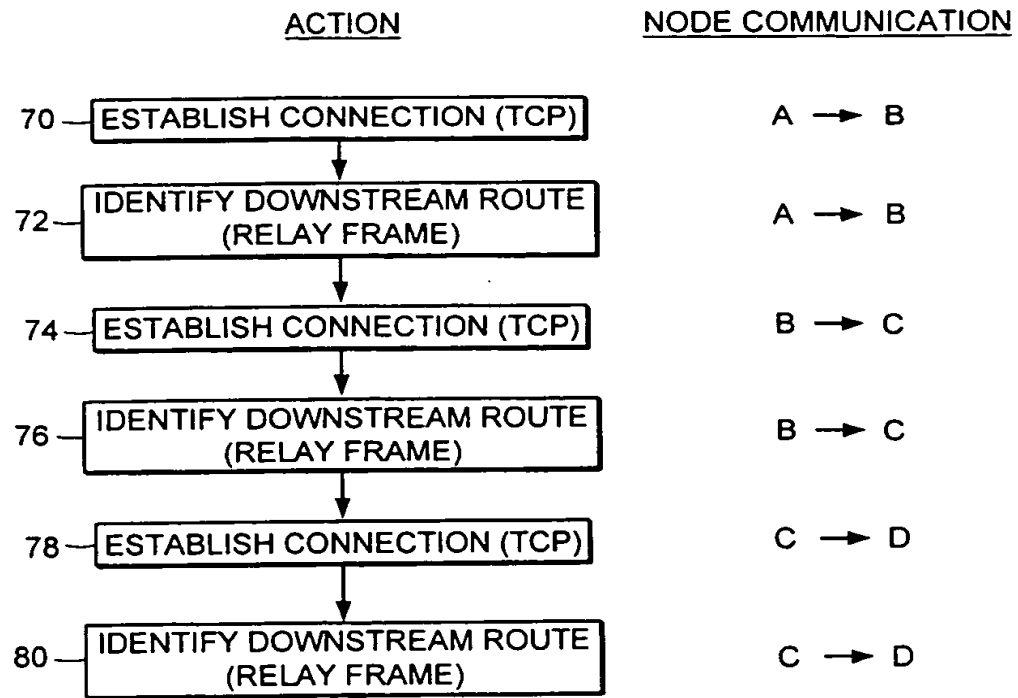 ACTION NODE COMMUNICATION
70 ESTABLISH CONNECTION (TCP) A → B
72 IDENTIFY DOWNSTREAM ROUTE (RELAY FRAME) A → B
74 ESTABLISH CONNECTION (TCP) B → C
76 IDENTIFY DOWNSTREAM ROUTE (RELAY FRAME) B → C
78 ESTABLISH CONNECTION (TCP) C → D
80 IDENTIFY DOWNSTREAM ROUTE (RELAY FRAME) C → D